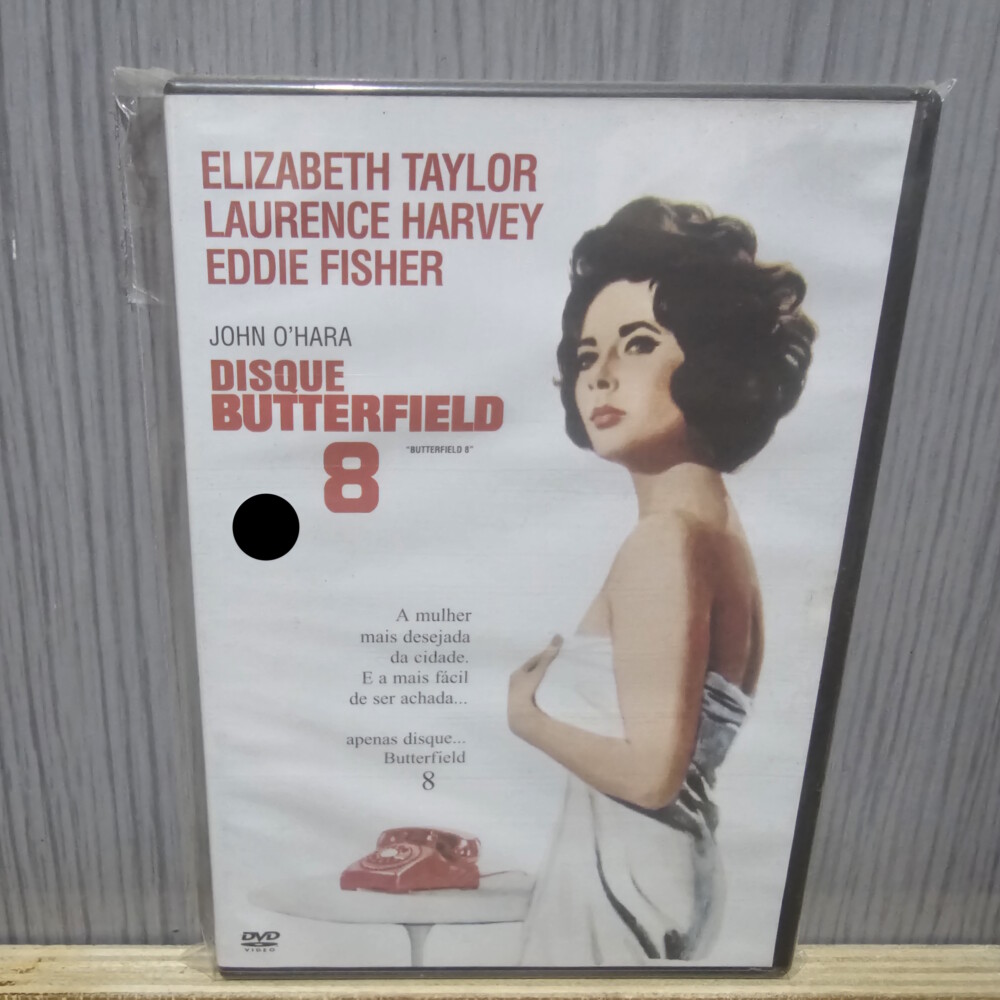 ELIZABETH TAYLOR
LAURENCE HARVEY
EDDIE FISHER
JOHN O'HARA
DISQUE
BUTTERFIELD
8
"BUTTERFIELD 8"
A mulher
mais desejada
da cidade.
E a mais fácil
de ser achada...
apenas disque...
Butterfield
8
DVD
VIDEO